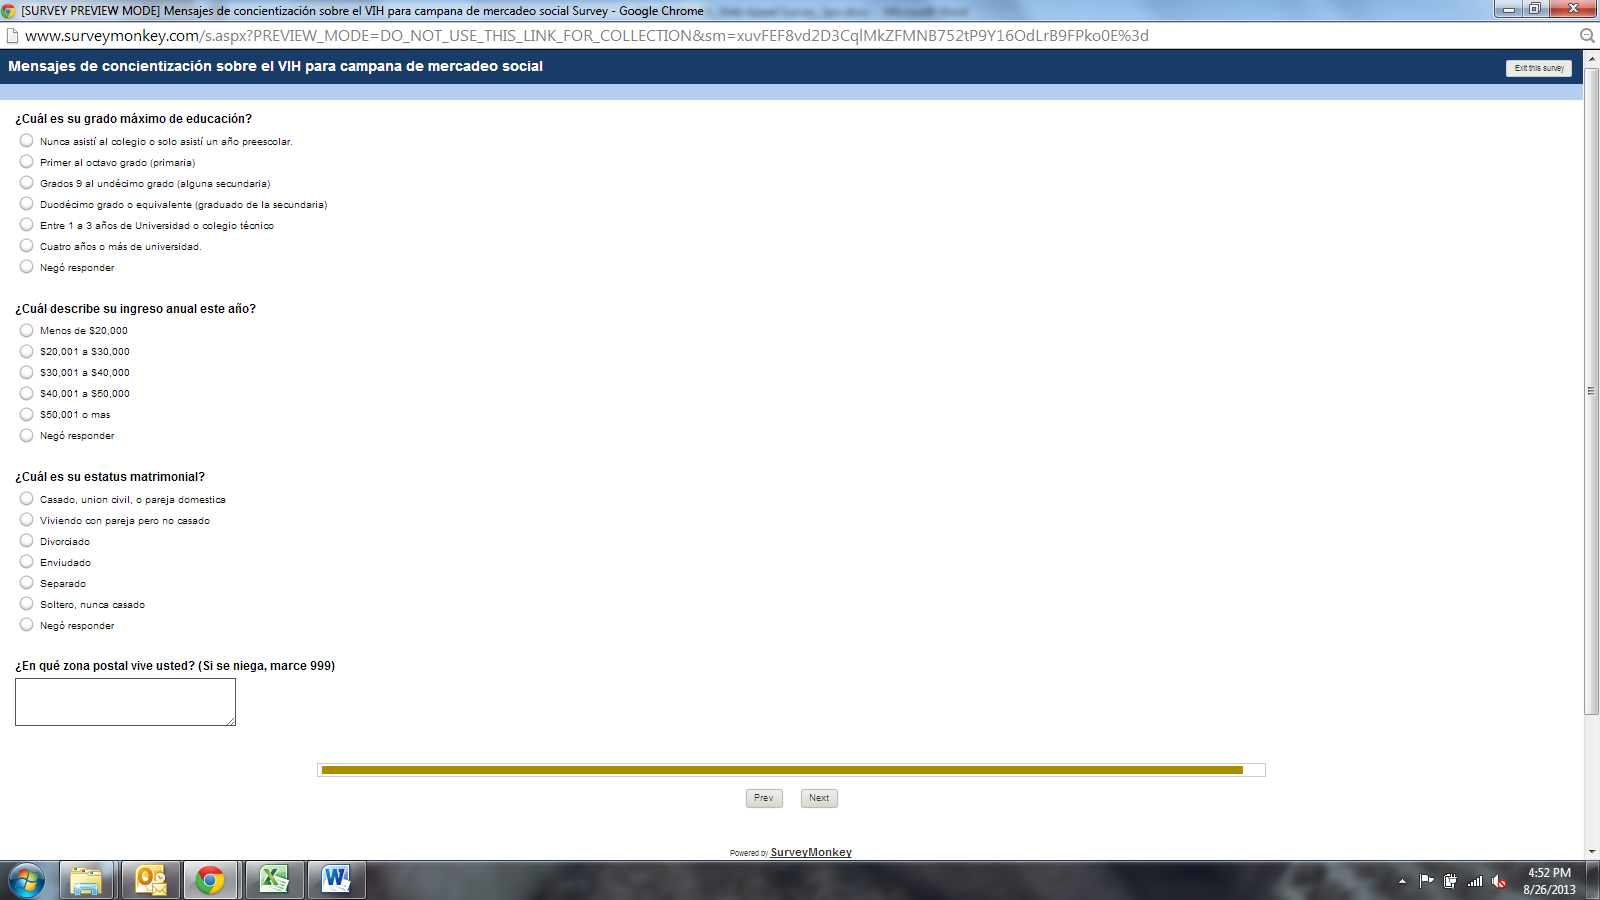 [SURVEY PREVIEW MODE] Mensajes de concientización sobre el VIH para campana de mercadeo social Survey - Google Chrome
www.surveymonkey.com/s.aspx?PREVIEW_MODE=DO_NOT_USE_THIS_LINK_FOR_COLLECTION&sm=xuvFEF8vd2D3CqlMkZFMNB752tP9Y16OdLrB9FPko0E%3d
Mensajes de concientización sobre el VIH para campana de mercadeo social
Exit this survey
¿Cuál es su grado máximo de educación?
Nunca asistí al colegio o solo asistí un año preescolar.
Primer al octavo grado (primaria)
Grados 9 al undécimo grado (alguna secundaria)
Duodécimo grado o equivalente (graduado de la secundaria)
Entre 1 a 3 años de Universidad o colegio técnico
Cuatro años o más de universidad.
Negó responder
¿Cuál describe su ingreso anual este año?
Menos de $20,000
$20,001 a $30,000
$30,001 a $40,000
$40,001 a $50,000
$50,001 o mas
Negó responder
¿Cuál es su estatus matrimonial?
Casado, union civil, o pareja domestica
Viviendo con pareja pero no casado
Divorciado
Enviudado
Separado
Soltero, nunca casado
Negó responder
¿En qué zona postal vive usted? (Si se niega, marce 999)
Prev
Next
Powered by SurveyMonkey
4:52 PM
8/26/2013